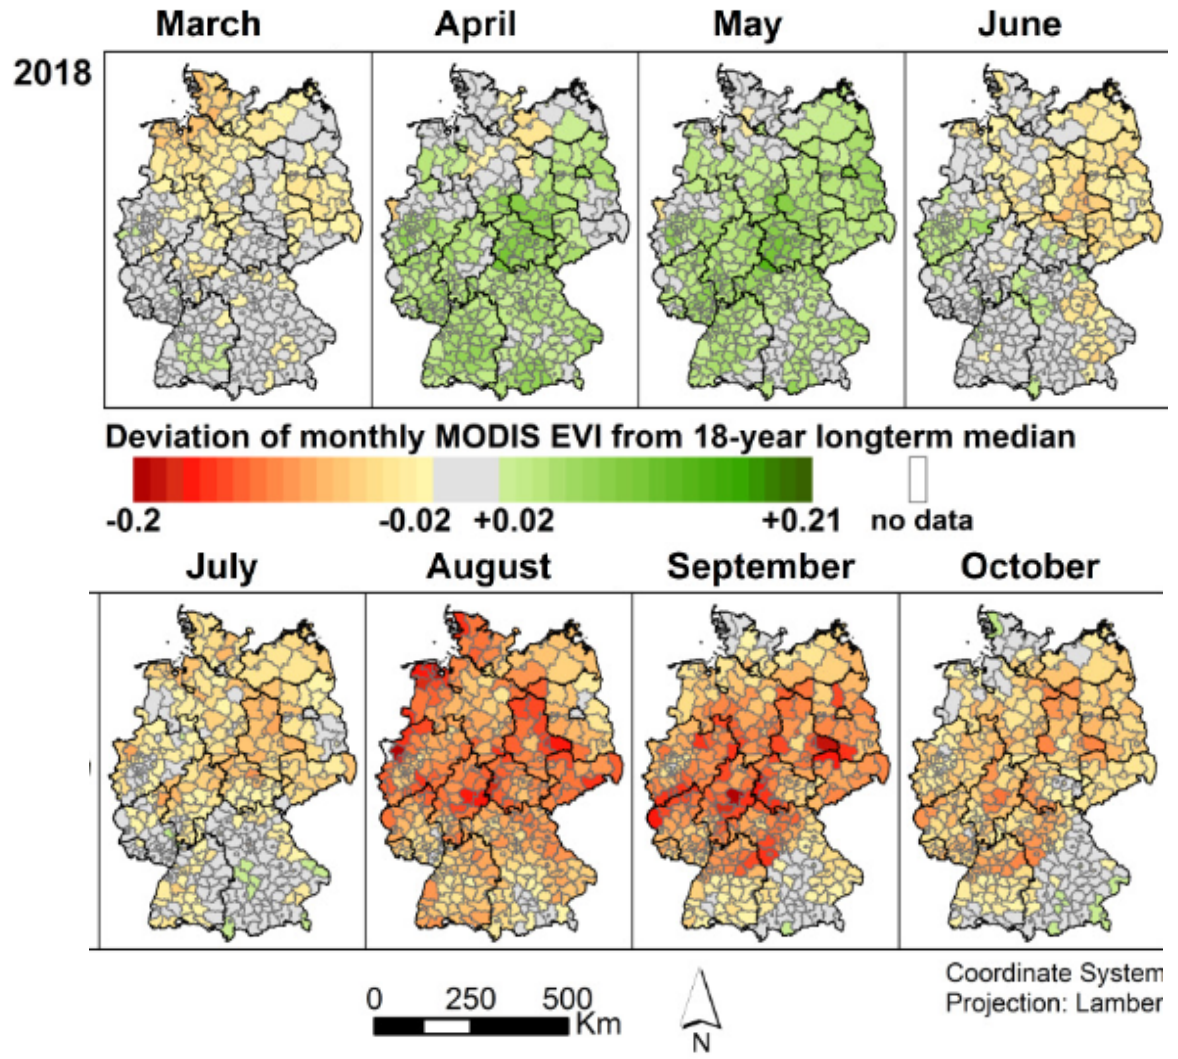 March April May June
2018
Deviation of monthly MODIS EVI from 18-year longterm median
-0.2 -0.02 +0.02 +0.21 no data
July August September October
Coordinate System
Projection: Lamber
0 250 500
Km
N